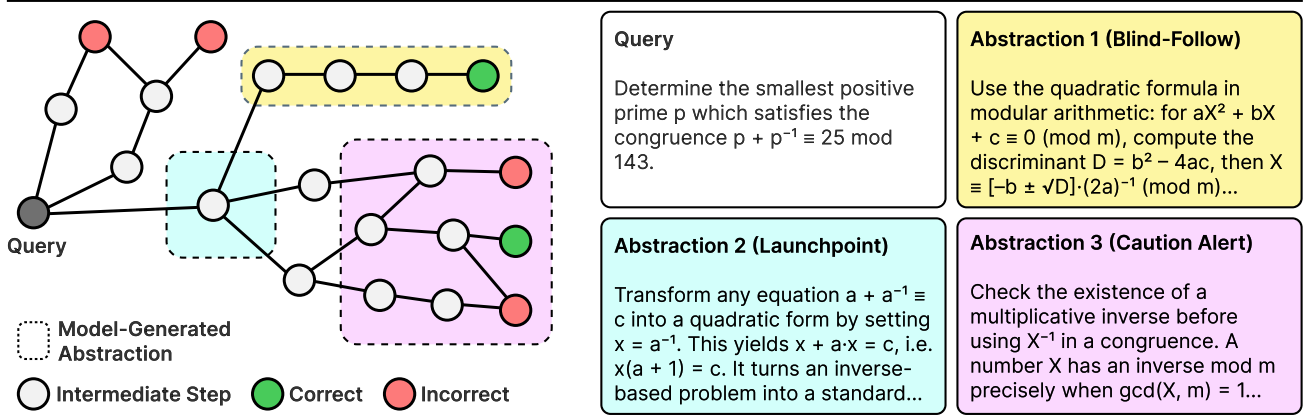 Query
Model-Generated
Abstraction
Intermediate Step
Correct
Incorrect
Query
Determine the smallest positive
prime p which satisfies the
congruence p + p⁻¹ ≡ 25 mod
143.
Abstraction 1 (Blind-Follow)
Use the quadratic formula in
modular arithmetic: for aX² + bX
+ c ≡ 0 (mod m), compute the
discriminant D = b² – 4ac, then X
≡ [–b ± √D]·(2a)⁻¹ (mod m)...
Abstraction 2 (Launchpoint)
Transform any equation a + a⁻¹ ≡
c into a quadratic form by setting
x = a⁻¹. This yields x + a·x = c, i.e.
x(a + 1) = c. It turns an inverse-
based problem into a standard...
Abstraction 3 (Caution Alert)
Check the existence of a
multiplicative inverse before
using X⁻¹ in a congruence. A
number X has an inverse mod m
precisely when gcd(X, m) = 1...